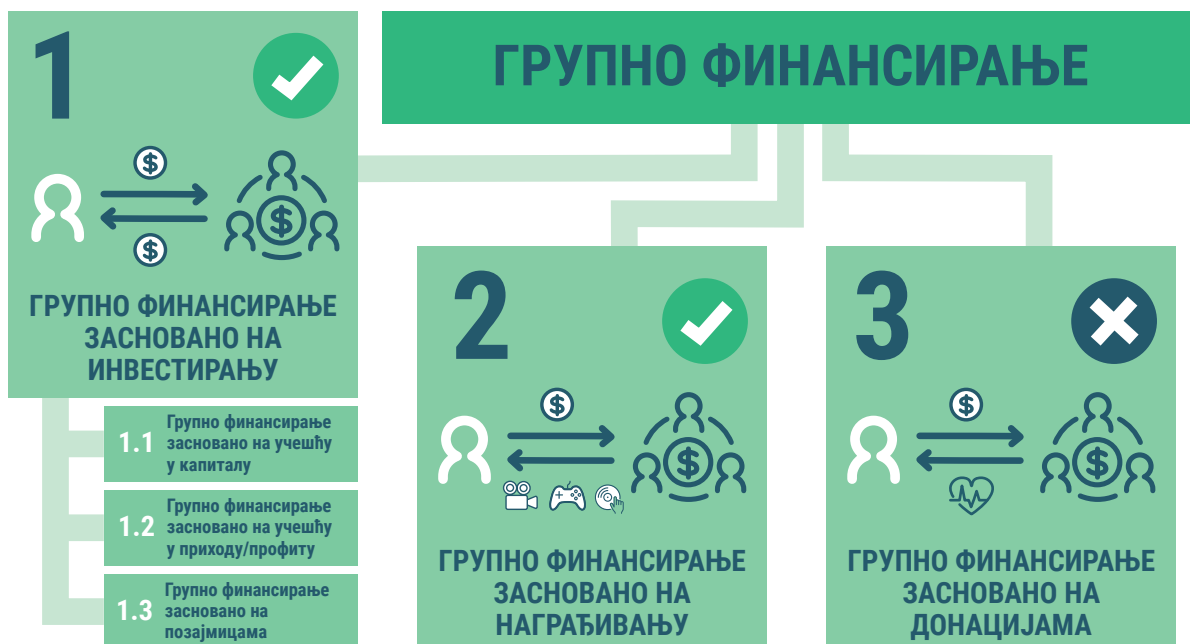 ГРУПНО ФИНАНСИРАЊЕ
1
$
$
$
ГРУПНО ФИНАНСИРАЊЕ
ЗАСНОВАНО НА
ИНВЕСТИРАЊУ
1.1
Групно финансирање
засновано на учешћу
у капиталу
1.2
Групно финансирање
засновано на учешћу
у приходу/профиту
1.3
Групно финансирање
засновано на
позајмицама
2
$
$
ГРУПНО ФИНАНСИРАЊЕ
ЗАСНОВАНО НА
НАГРАЂИВАЊУ
3
$
$
ГРУПНО ФИНАНСИРАЊЕ
ЗАСНОВАНО НА
ДОНАЦИЈАМА